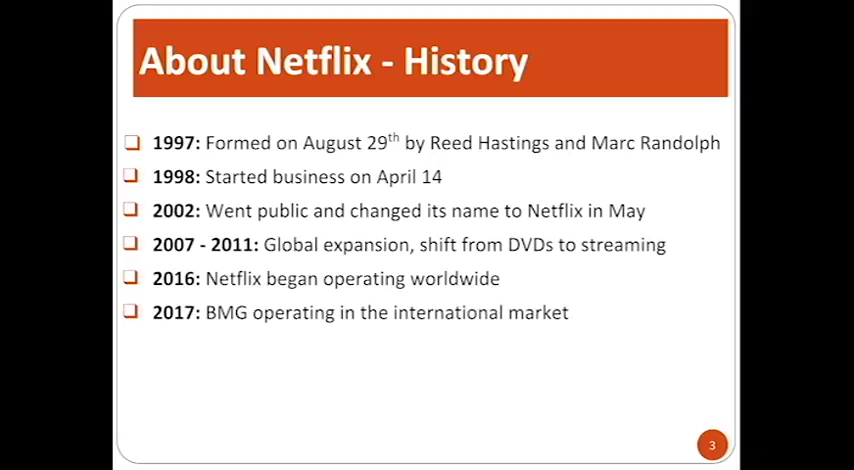 About Netflix - History
1997: Formed on August 29th by Reed Hastings and Marc Randolph
1998: Started business on April 14
2002: Went public and changed its name to Netflix in May
2007 - 2011: Global expansion, shift from DVDs to streaming
2016: Netflix began operating worldwide
2017: BMG operating in the international market
3